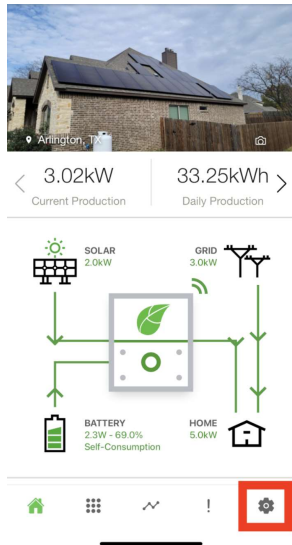 Arlington, TX
3.02kW
33.25kWh
Current Production
Daily Production
SOLAR
2.0kW
GRID
3.0kW
BATTERY
2.3W - 69.0%
Self-Consumption
HOME
5.0kW
!